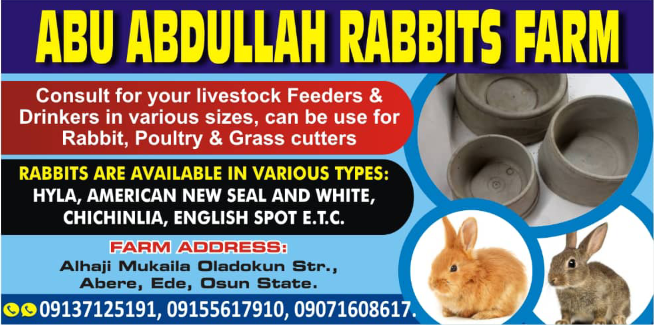 ABU ABDULLAH RABBITS FARM
Consult for your livestock Feeders &
Drinkers in various sizes, can be use for
Rabbit, Poultry & Grass cutters
RABBITS ARE AVAILABLE IN VARIOUS TYPES:
HYLA, AMERICAN NEW SEAL AND WHITE,
CHICHINLIA, ENGLISH SPOT E.T.C.
FARM ADDRESS:
Alhaji Mukaila Oladokun Str.,
Abere, Ede, Osun State.
09137125191, 09155617910, 09071608617.